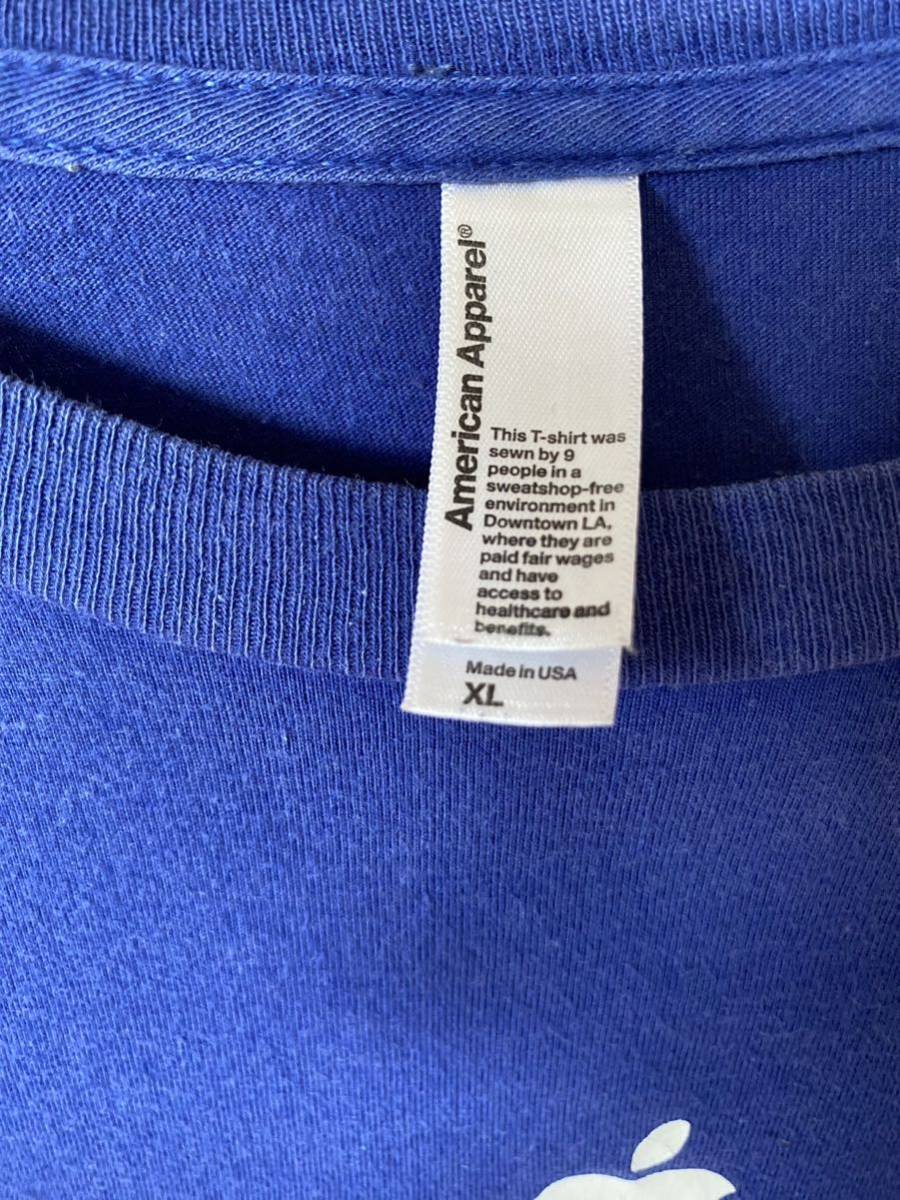 American Apparel®
This T-shirt was
sewn by 9
people in a
sweatshop-free
environment in
Downtown LA,
where they are
paid fair wages
and have
access to
healthcare and
benefits.
Made in USA
XL